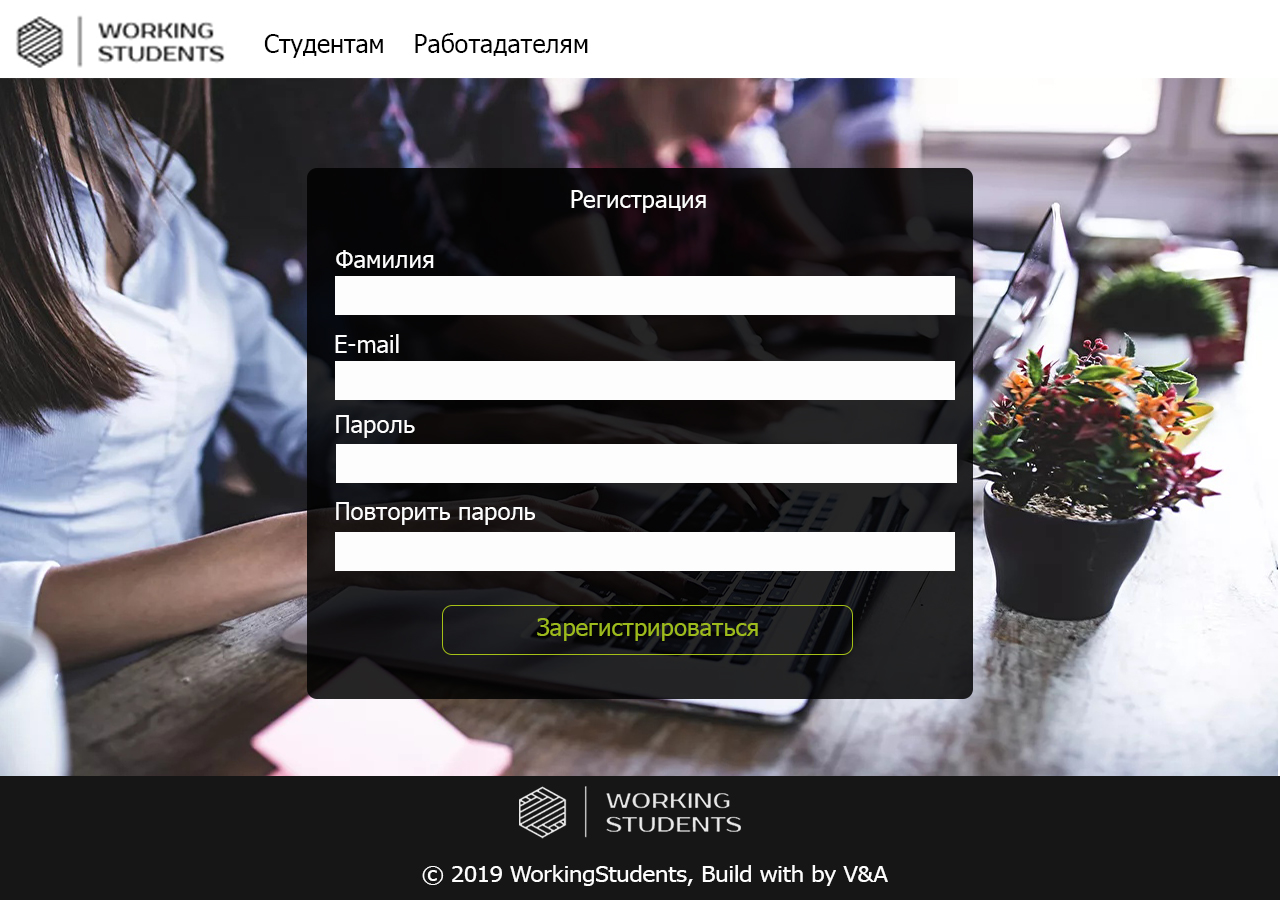 WORKING
STUDENTS
Студентам Работадателям
Регистрация
Фамилия
E-mail
Пароль
Повторить пароль
Зарегистрироваться
WORKING
STUDENTS
© 2019 WorkingStudents, Build with by V&A